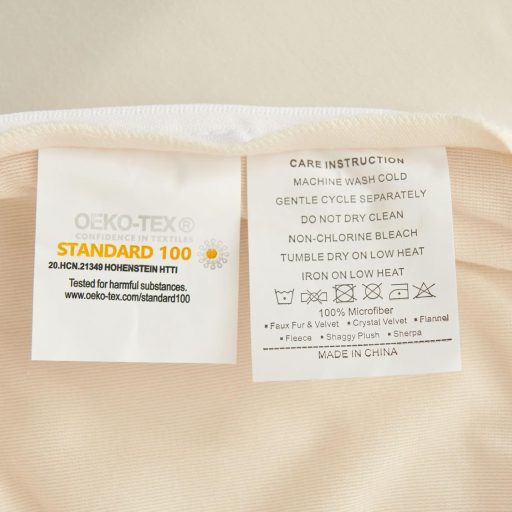 OEKO-TEX®
CONFIDENCE IN TEXTILES
STANDARD 100
20.HCN.21349 HOHENSTEIN HTTI
Tested for harmful substances.
www.oeko-tex.com/standard100
CARE INSTRUCTION
MACHINE WASH COLD
GENTLE CYCLE SEPARATELY
DO NOT DRY CLEAN
NON-CHLORINE BLEACH
TUMBLE DRY ON LOW HEAT
IRON ON LOW HEAT
100% Microfiber
▪ Faux Fur & Velvet ▪ Crystal Velvet ▪ Flannel
▪ Fleece ▪ Shaggy Plush ▪ Sherpa
MADE IN CHINA